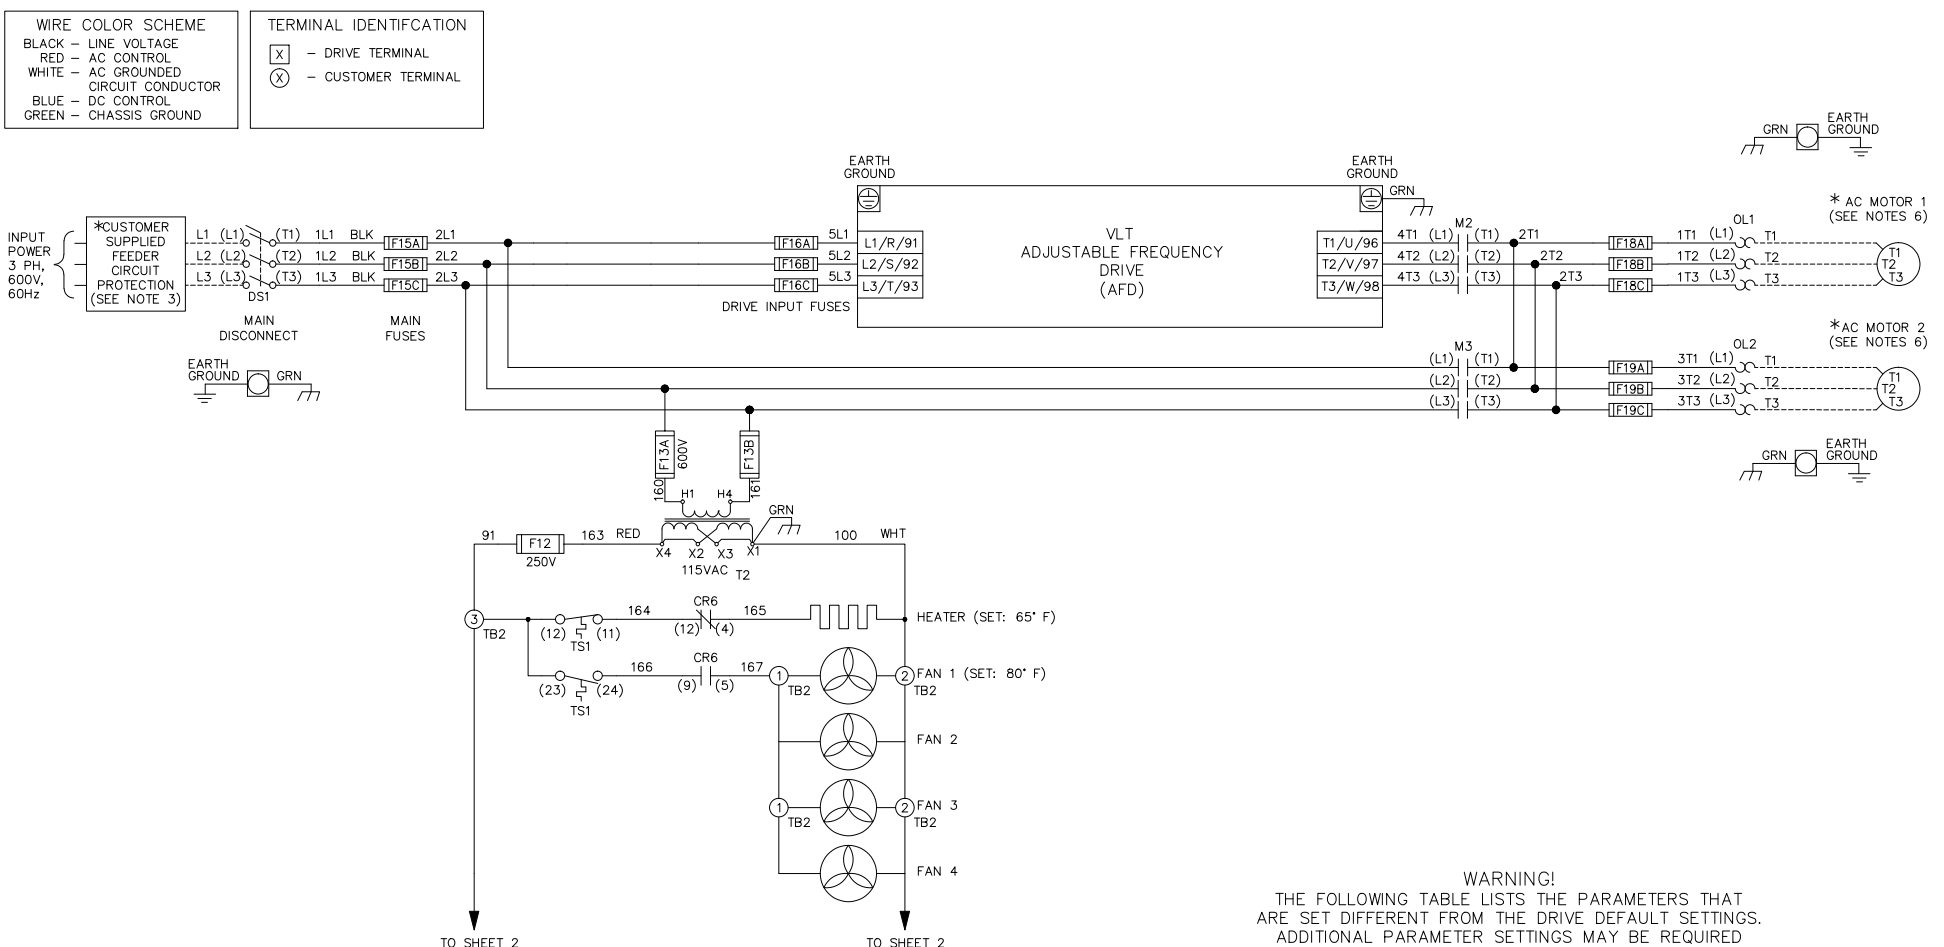 WIRE COLOR SCHEME
BLACK – LINE VOLTAGE
RED – AC CONTROL
WHITE – AC GROUNDED
CIRCUIT CONDUCTOR
BLUE – DC CONTROL
GREEN – CHASSIS GROUND
TERMINAL IDENTIFCATION
X – DRIVE TERMINAL
X – CUSTOMER TERMINAL
INPUT
POWER
3 PH,
600V,
60Hz
*CUSTOMER
SUPPLIED
FEEDER
CIRCUIT
PROTECTION
(SEE NOTE 3)
L1 (L1) (T1) 1L1 BLK F15A 2L1
L2 (L2) (T2) 1L2 BLK F15B 2L2
L3 (L3) (T3) 1L3 BLK F15C 2L3
DS1
MAIN
DISCONNECT
MAIN
FUSES
EARTH
GROUND GRN
F16A 5L1 L1/R/91
F16B 5L2 L2/S/92
F16C 5L3 L3/T/93
DRIVE INPUT FUSES
EARTH
GROUND
VLT
ADJUSTABLE FREQUENCY
DRIVE
(AFD)
EARTH
GROUND
GRN
M2
T1/U/96 4T1 (L1) (T1) 2T1 F18A 1T1 (L1) T1
T2/V/97 4T2 (L2) (T2) 2T2 F18B 1T2 (L2) T2
T3/W/98 4T3 (L3) (T3) 2T3 F18C 1T3 (L3) T3
OL1
GRN EARTH
GROUND
* AC MOTOR 1
(SEE NOTES 6)
T1
T2
T3
M3
(L1) (T1) F19A 3T1 (L1) T1
(L2) (T2) F19B 3T2 (L2) T2
(L3) (T3) F19C 3T3 (L3) T3
OL2
*AC MOTOR 2
(SEE NOTES 6)
T1
T2
T3
GRN EARTH
GROUND
F13A 600V F13B
160 H1 H4 161
GRN
91 F12 163 RED 100 WHT
250V
X4 X2 X3 X1
115VAC T2
3 TB2
(12) (11) 164 CR6 165
TS1 (12) (4)
HEATER (SET: 65° F)
(23) (24) 166 CR6 167 1 2 FAN 1 (SET: 80° F)
TS1 (9) (5) TB2 TB2
FAN 2
1 2 FAN 3
TB2 TB2
FAN 4
TO SHEET 2
TO SHEET 2
WARNING!
THE FOLLOWING TABLE LISTS THE PARAMETERS THAT
ARE SET DIFFERENT FROM THE DRIVE DEFAULT SETTINGS.
ADDITIONAL PARAMETER SETTINGS MAY BE REQUIRED